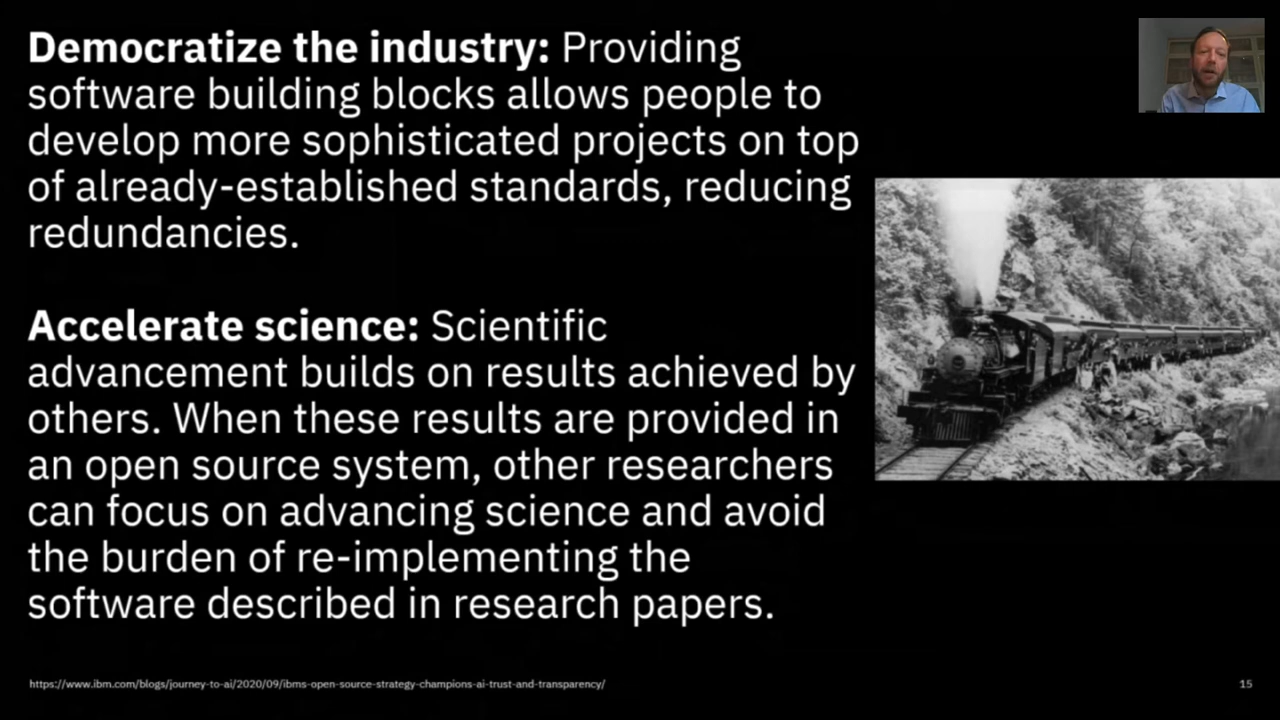 Democratize the industry: Providing
software building blocks allows people to
develop more sophisticated projects on top
of already-established standards, reducing
redundancies.
Accelerate science: Scientific
advancement builds on results achieved by
others. When these results are provided in
an open source system, other researchers
can focus on advancing science and avoid
the burden of re-implementing the
software described in research papers.
https://www.ibm.com/blogs/journey-to-ai/2020/09/ibms-open-source-strategy-champions-ai-trust-and-transparency/
15